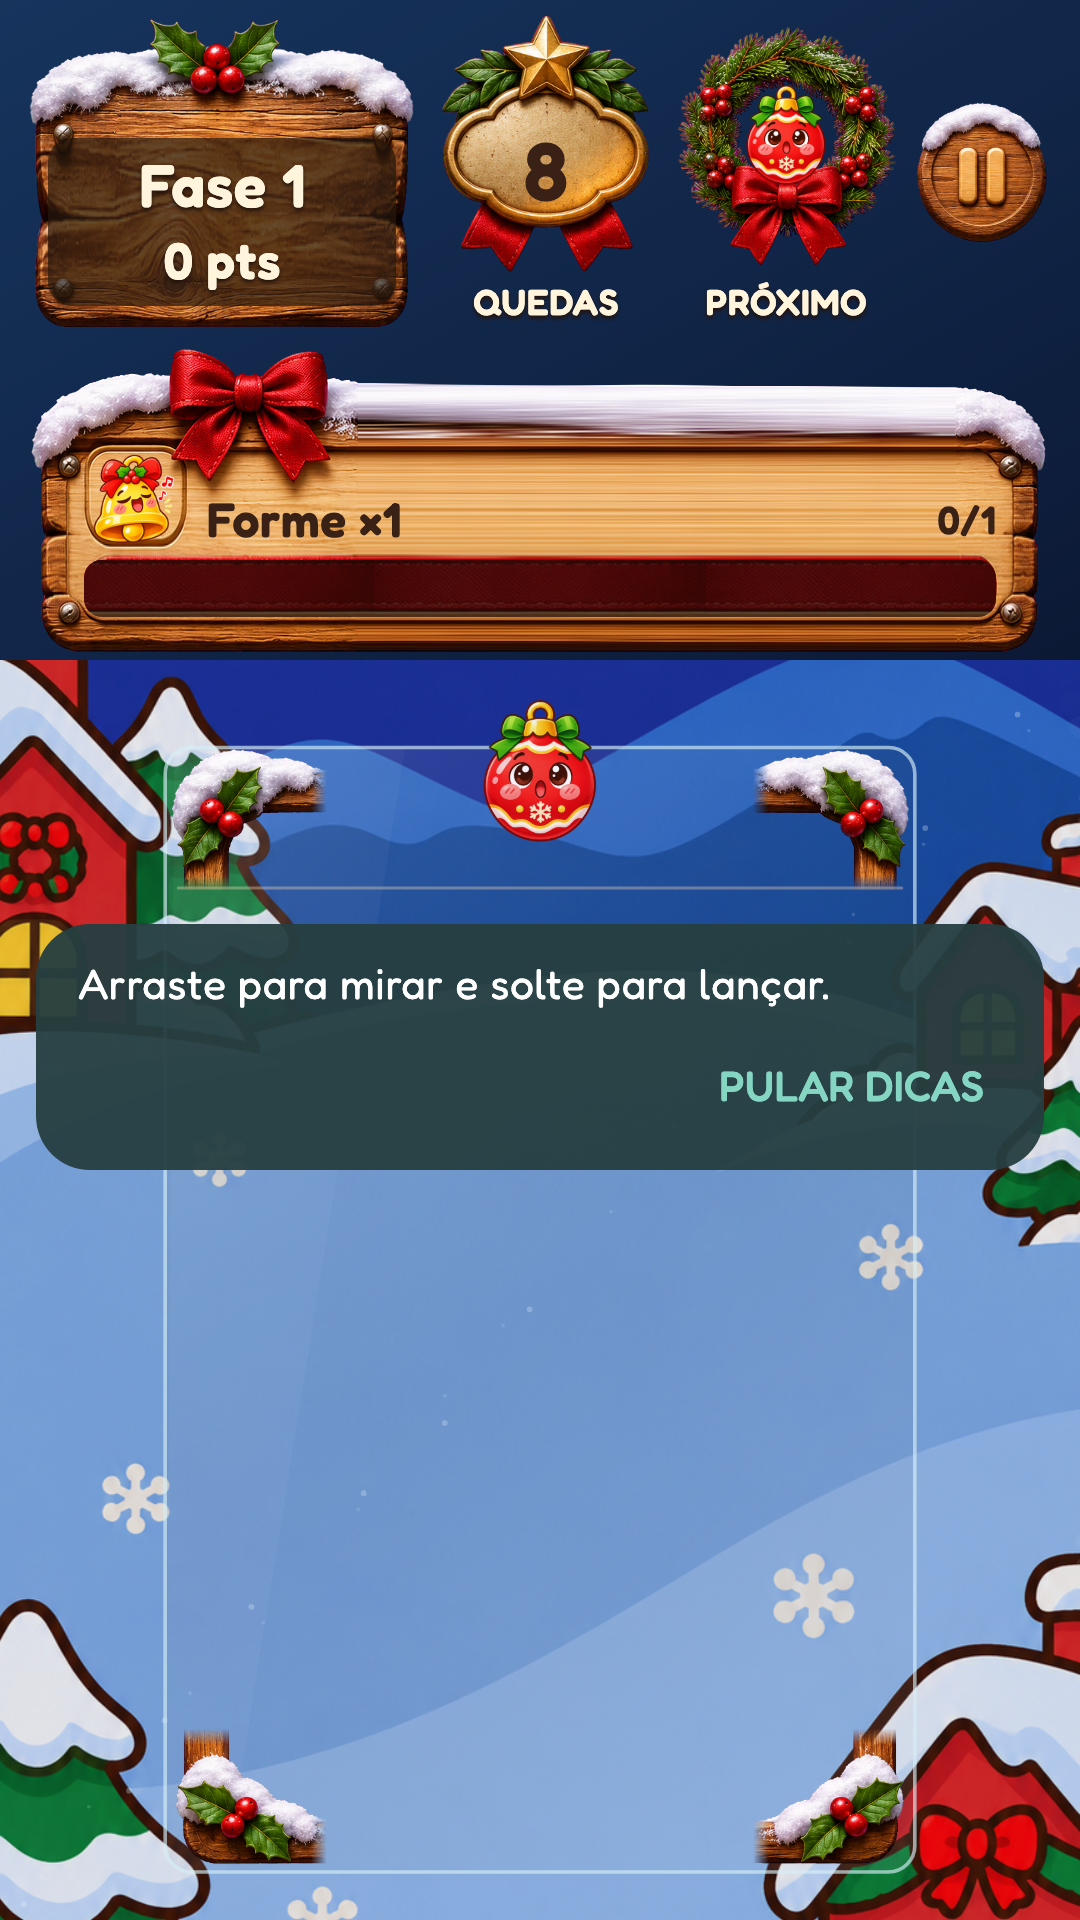 Fase 1
0 pts
8
QUEDAS
PRÓXIMO
Forme x1
0/1
Arraste para mirar e solte para lançar.
PULAR DICAS